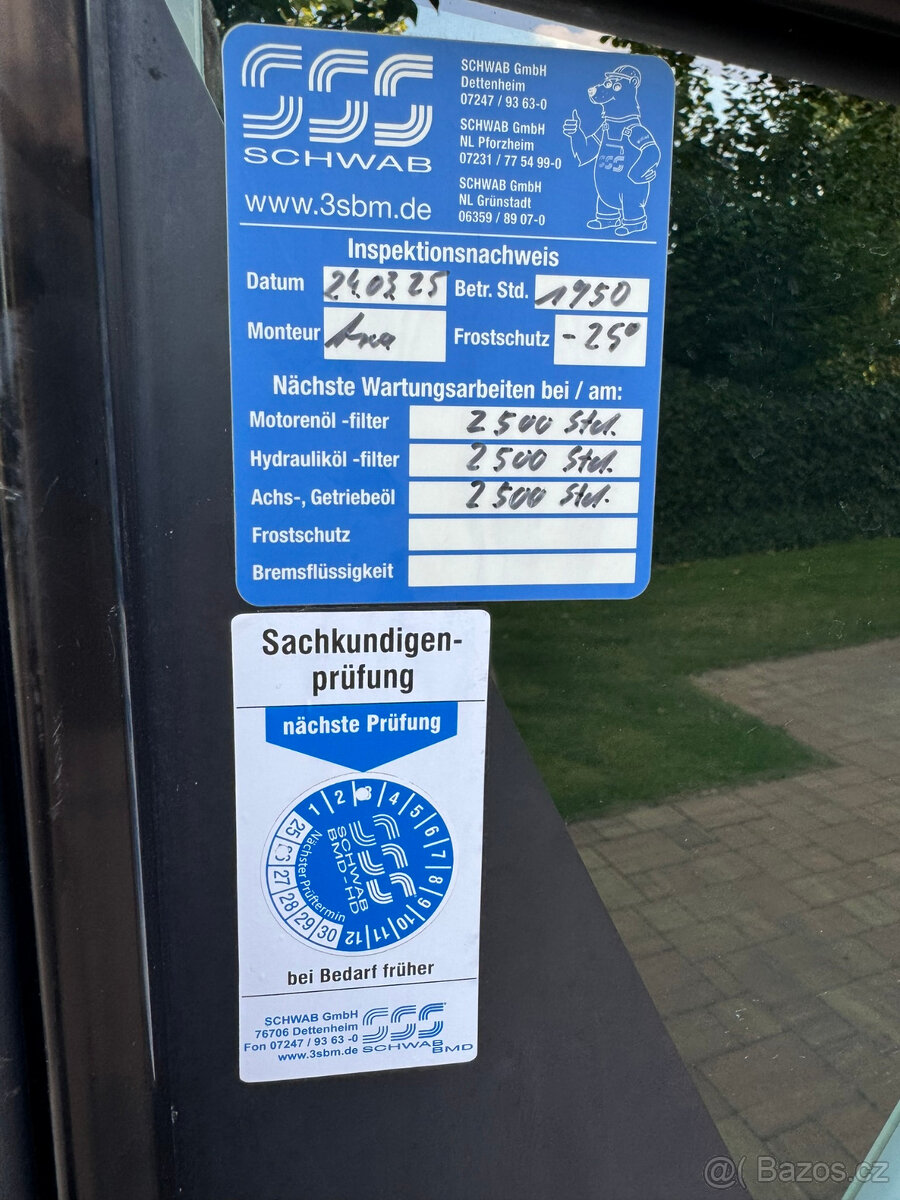 SCHWAB
www.3sbm.de
SCHWAB GmbH
Dettenheim
07247 / 93 63-0
SCHWAB GmbH
NL Pforzheim
07231 / 77 54 99-0
SCHWAB GmbH
NL Grünstadt
06359 / 89 07-0
Inspektionsnachweis
Datum 24.03.25 Betr. Std. 1950
Monteur Frostschutz -25°
Nächste Wartungsarbeiten bei / am:
Motorenöl -filter 2500 Std.
Hydrauliköl -filter 2500 Std.
Achs-, Getriebeöl 2500 Std.
Frostschutz
Bremsflüssigkeit
Sachkundigen-
prüfung
nächste Prüfung
1 2 4 5 6 7 8 9 10 11 12
25 27 28 29 30
Nächster Prüftermin
SCHWAB
BMD-HD
bei Bedarf früher
SCHWAB GmbH
76706 Dettenheim
Fon 07247 / 93 63 -0
www.3sbm.de
SCHWAB
BMD
@( Bazos.cz